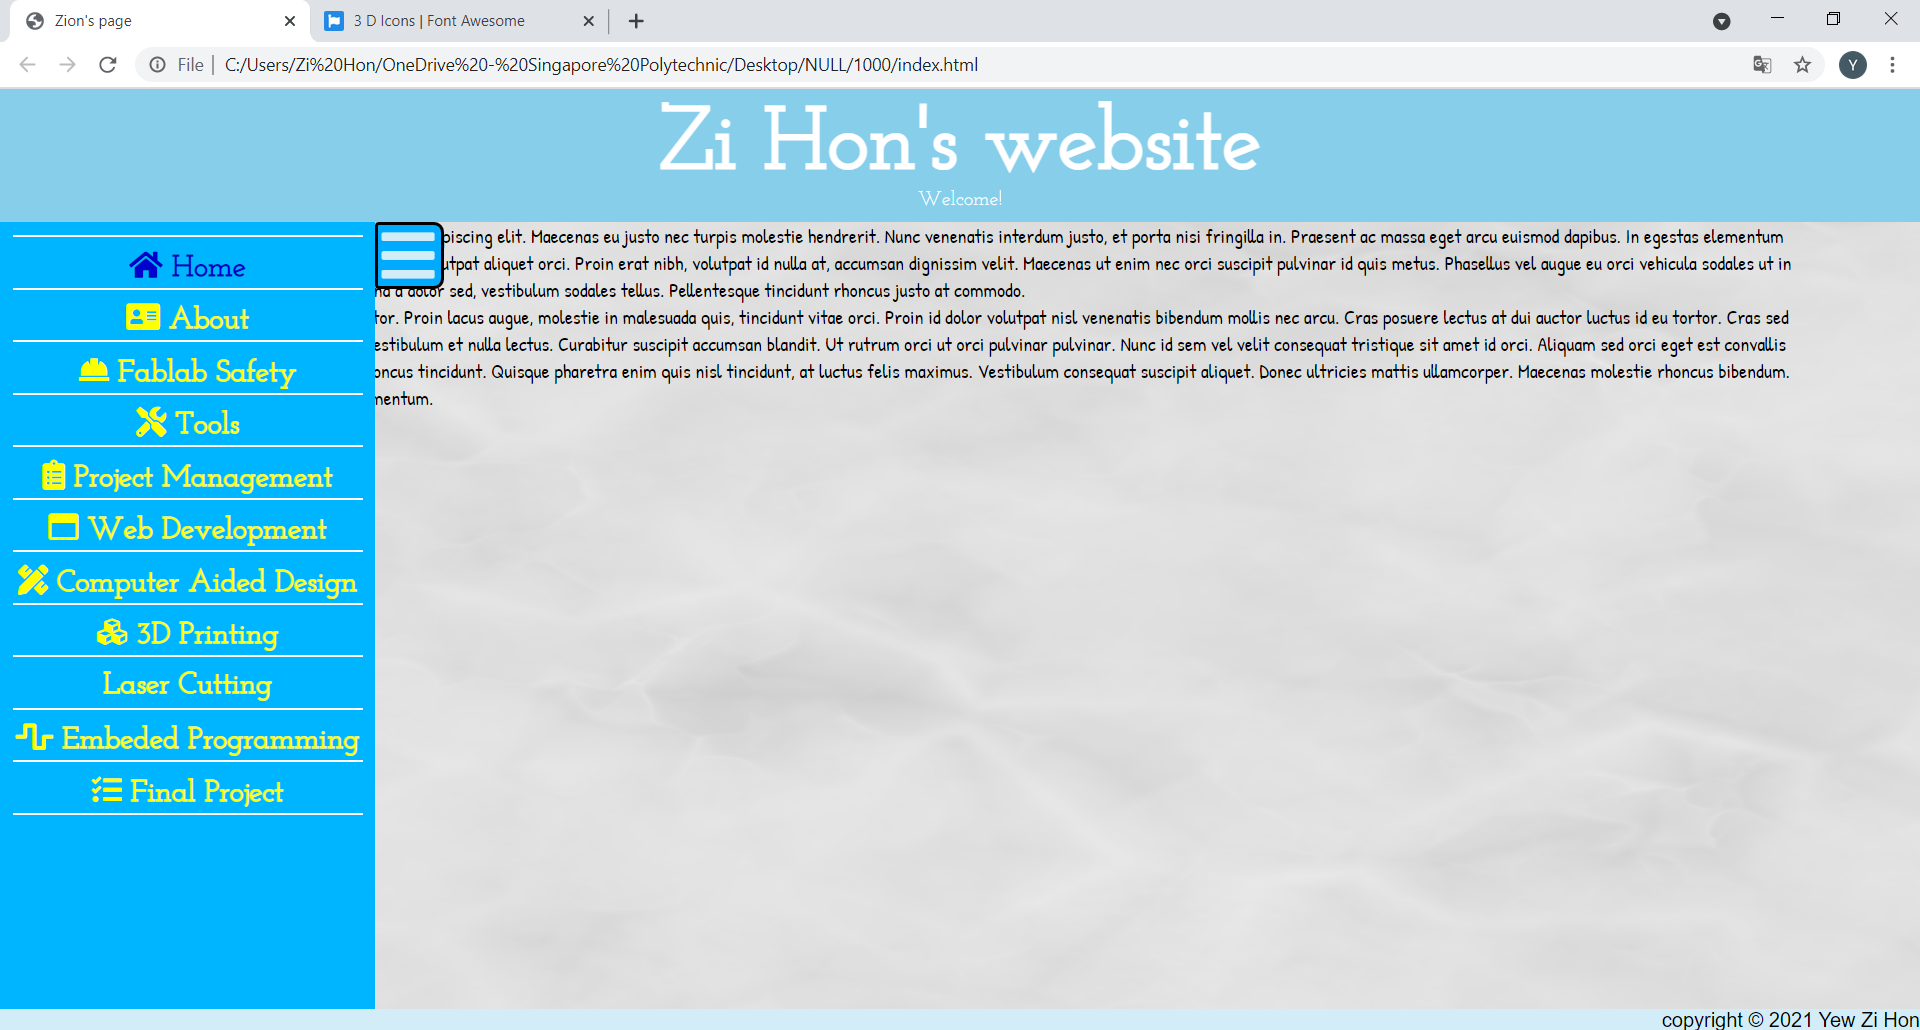 Zion's page
3 D Icons | Font Awesome
File | C:/Users/Zi%20Hon/OneDrive%20-%20Singapore%20Polytechnic/Desktop/NULL/1000/index.html
Y
Zi Hon's website
Welcome!
Home
About
Fablab Safety
Tools
Project Management
Web Development
Computer Aided Design
3D Printing
Laser Cutting
Embeded Programming
Final Project
elit. Maecenas eu justo nec turpis molestie hendrerit. Nunc venenatis interdum justo, et porta nisi fringilla in. Praesent ac massa eget arcu euismod dapibus. In egestas elementum
aliquet orci. Proin erat nibh, volutpat id nulla at, accumsan dignissim velit. Maecenas ut enim nec orci suscipit pulvinar id quis metus. Phasellus vel augue eu orci vehicula sodales ut in
a dolor sed, vestibulum sodales tellus. Pellentesque tincidunt rhoncus justo at commodo.
tor. Proin lacus augue, molestie in malesuada quis, tincidunt vitae orci. Proin id dolor volutpat nisl venenatis bibendum mollis nec arcu. Cras posuere lectus at dui auctor luctus id eu tortor. Cras sed
estibulum et nulla lectus. Curabitur suscipit accumsan blandit. Ut rutrum orci ut orci pulvinar pulvinar. Nunc id sem vel velit consequat tristique sit amet id orci. Aliquam sed orci eget est convallis
oncus tincidunt. Quisque pharetra enim quis nisl tincidunt, at luctus felis maximus. Vestibulum consequat suscipit aliquet. Donec ultricies mattis ullamcorper. Maecenas molestie rhoncus bibendum.
mentum.
copyright © 2021 Yew Zi Hon